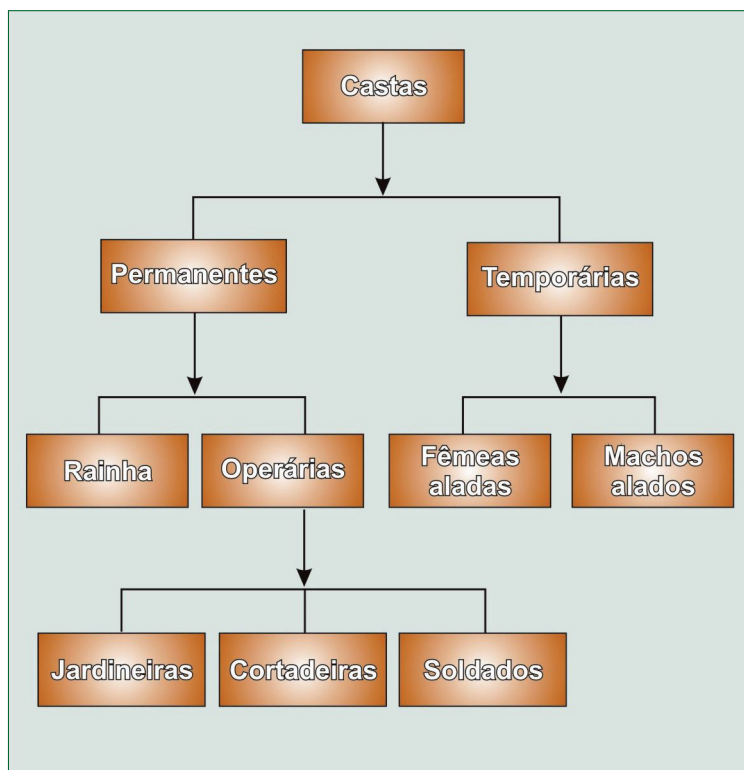 Castas
Permanentes
Temporárias
Rainha
Operárias
Fêmeas
aladas
Machos
alados
Jardineiras
Cortadeiras
Soldados